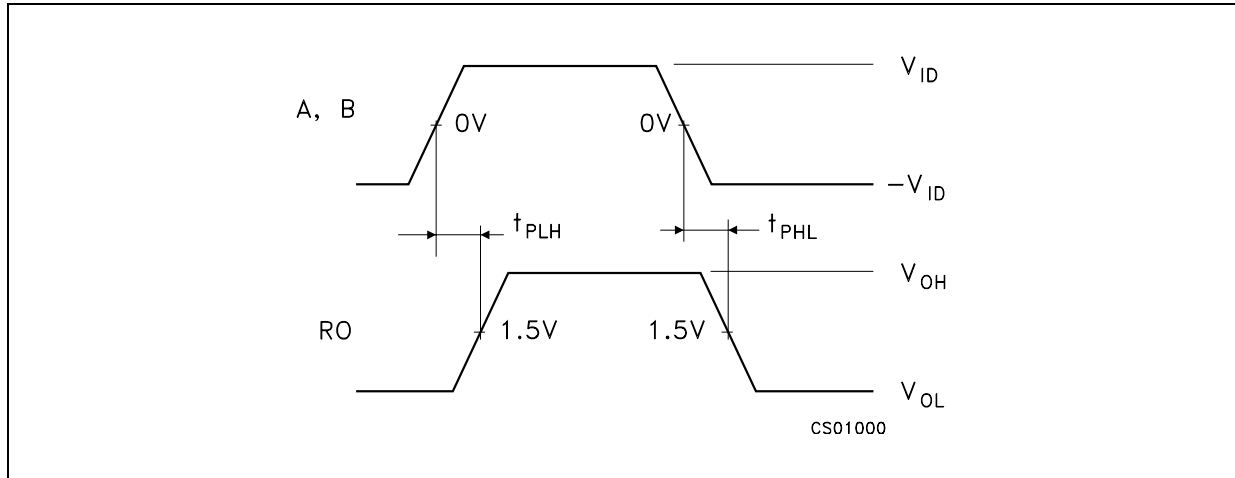 V_ID
A, B
0V 0V
-V_ID
t_PLH t_PHL
V_OH
RO 1.5V 1.5V
V_OL
CS01000